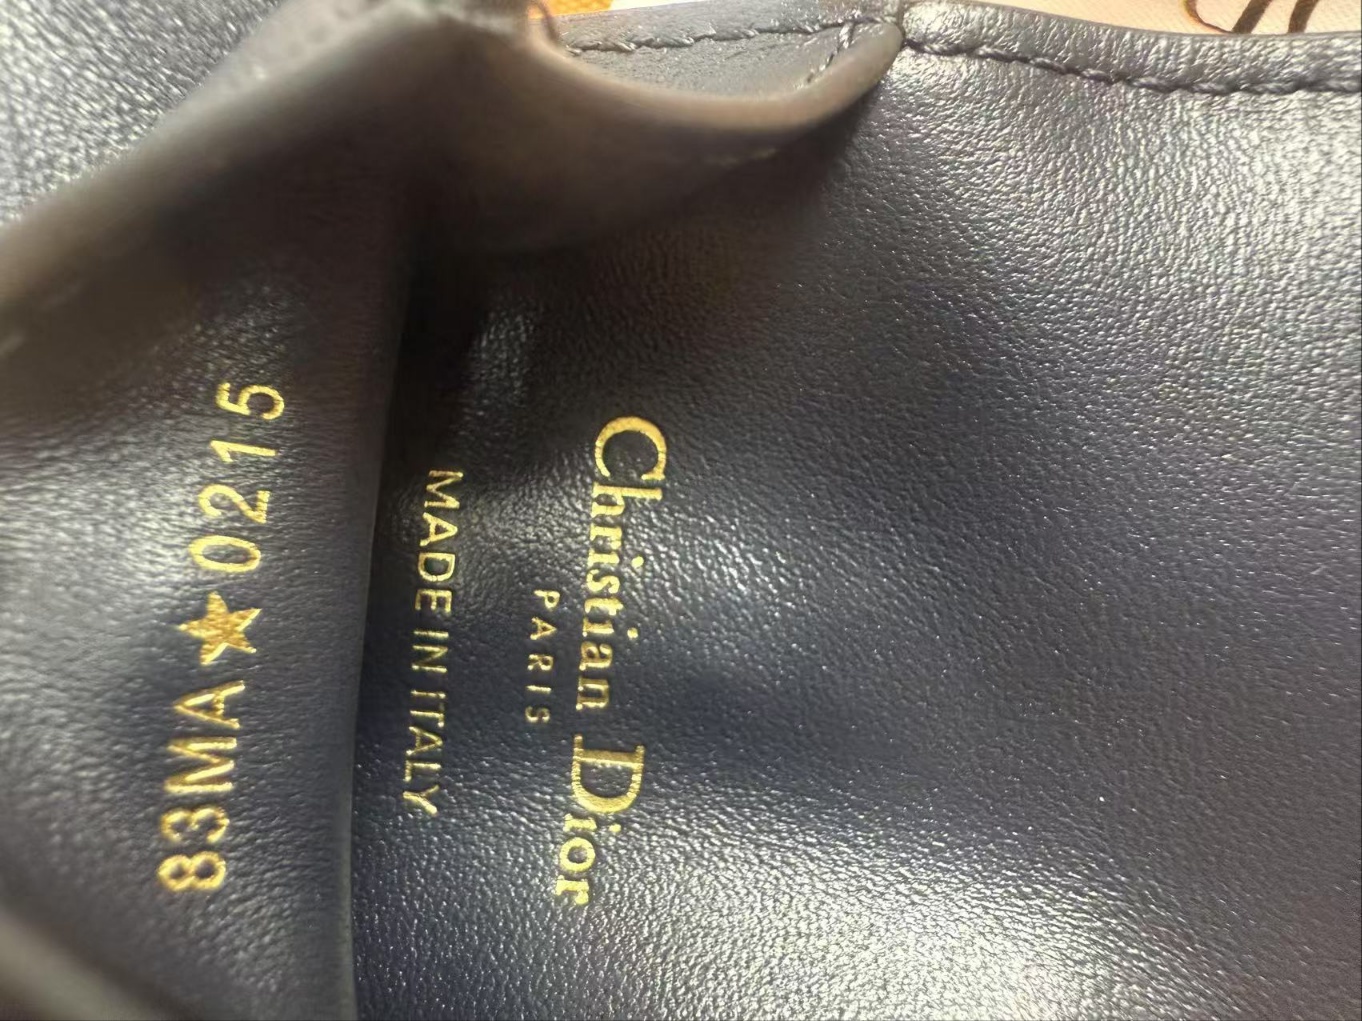 Christian Dior
PARIS
MADE IN ITALY
83MA★0215